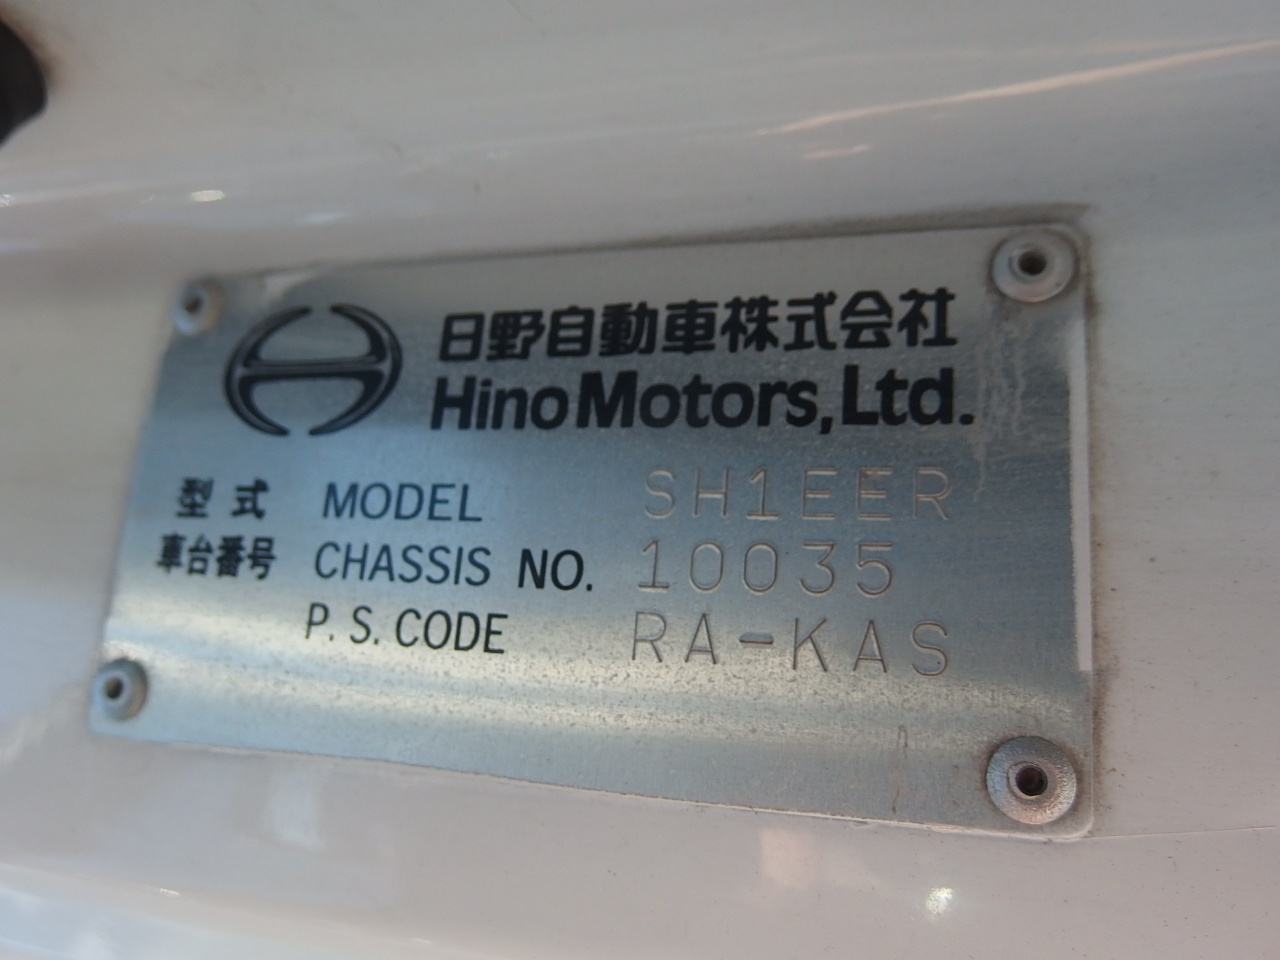 日野自動車株式会社
Hino Motors, Ltd.
型式 MODEL SH1EER
車台番号 CHASSIS NO. 10035
P.S.CODE RA-KAS